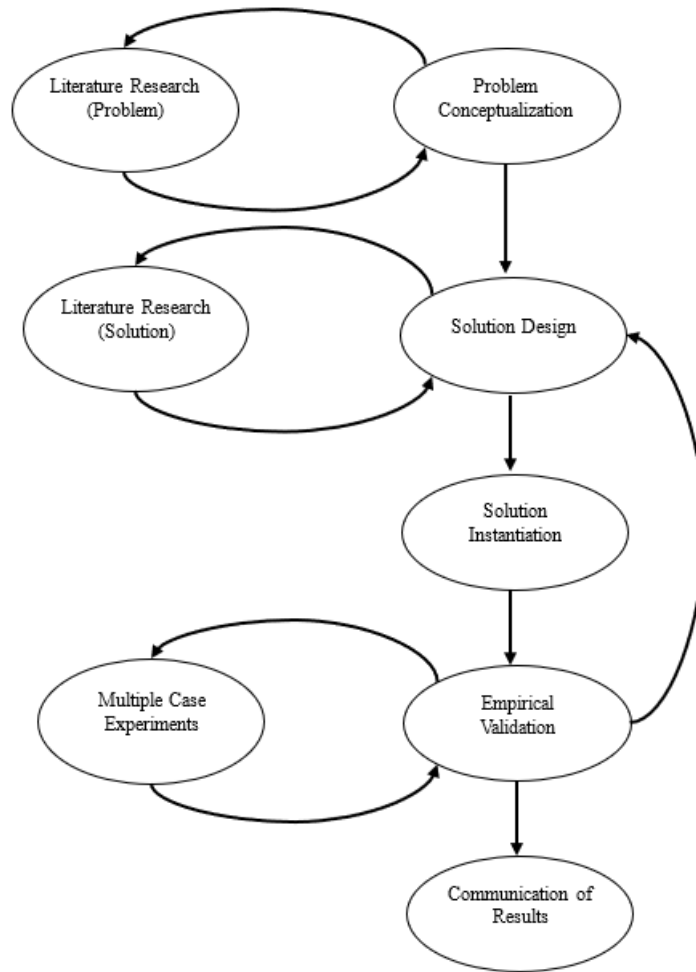 Literature Research
(Problem)
Problem
Conceptualization
Literature Research
(Solution)
Solution Design
Solution
Instantiation
Multiple Case
Experiments
Empirical
Validation
Communication of
Results